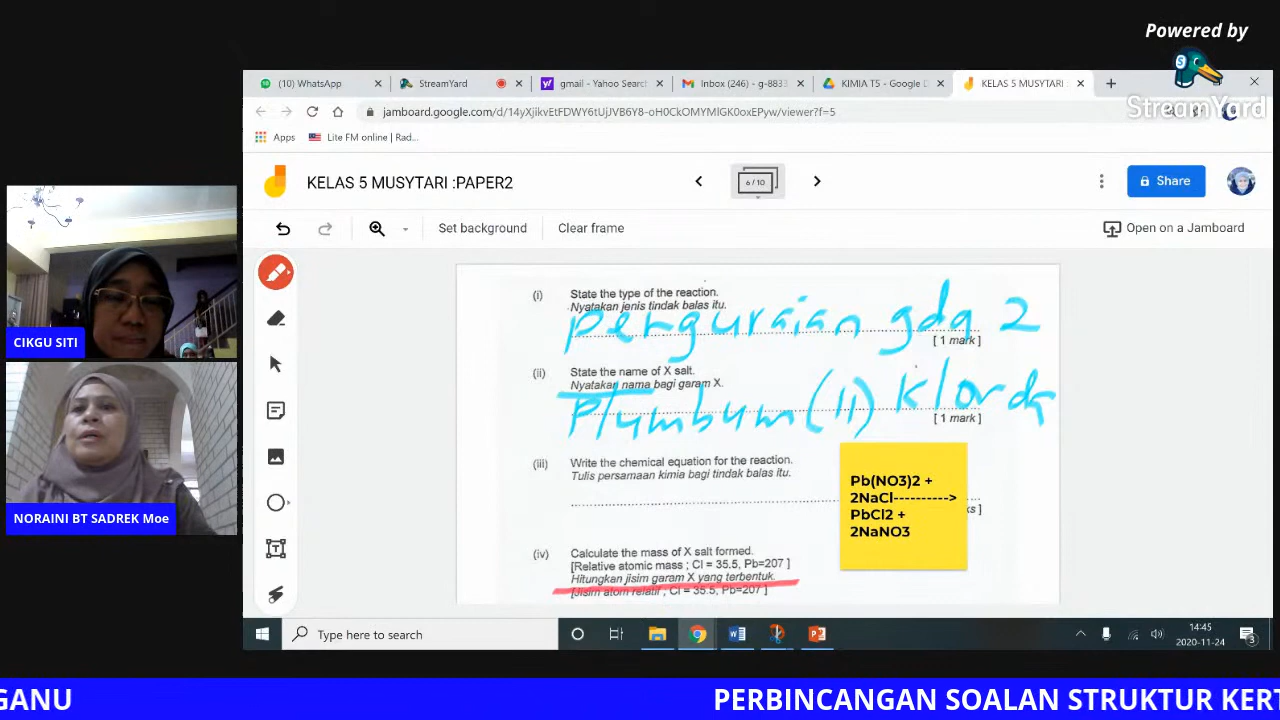 Powered by
StreamYard
(10) WhatsApp
StreamYard
gmail - Yahoo Searc
Inbox (246) - g-8833
KIMIA T5 - Google D
KELAS 5 MUSYTARI :
jamboard.google.com/d/14yXjikvEtFDWY6tUjJVB6Y8-oH0CkOMYMlGK0oxEPyw/viewer?f=5
Apps
Lite FM online | Rad...
KELAS 5 MUSYTARI :PAPER2
6 / 10
Share
Set background
Clear frame
Open on a Jamboard
(i) State the type of the reaction.
Nyatakan jenis tindak balas itu.
penguraian gda 2
[ 1 mark ]
(ii) State the name of X salt.
Nyatakan nama bagi garam X.
Plumbum (II) klorda
[ 1 mark ]
(iii) Write the chemical equation for the reaction.
Tulis persamaan kimia bagi tindak balas itu.
Pb(NO3)2 +
2NaCl---------->
PbCl2 +
2NaNO3
ks ]
(iv) Calculate the mass of X salt formed.
[Relative atomic mass ; Cl = 35.5, Pb=207 ]
Hitungkan jisim garam X yang terbentuk.
[Jisim atom relatif ; Cl = 35.5, Pb=207 ]
CIKGU SITI
NORAINI BT SADREK Moe
Type here to search
14:45
2020-11-24
3
GANU
PERBINCANGAN SOALAN STRUKTUR KERT